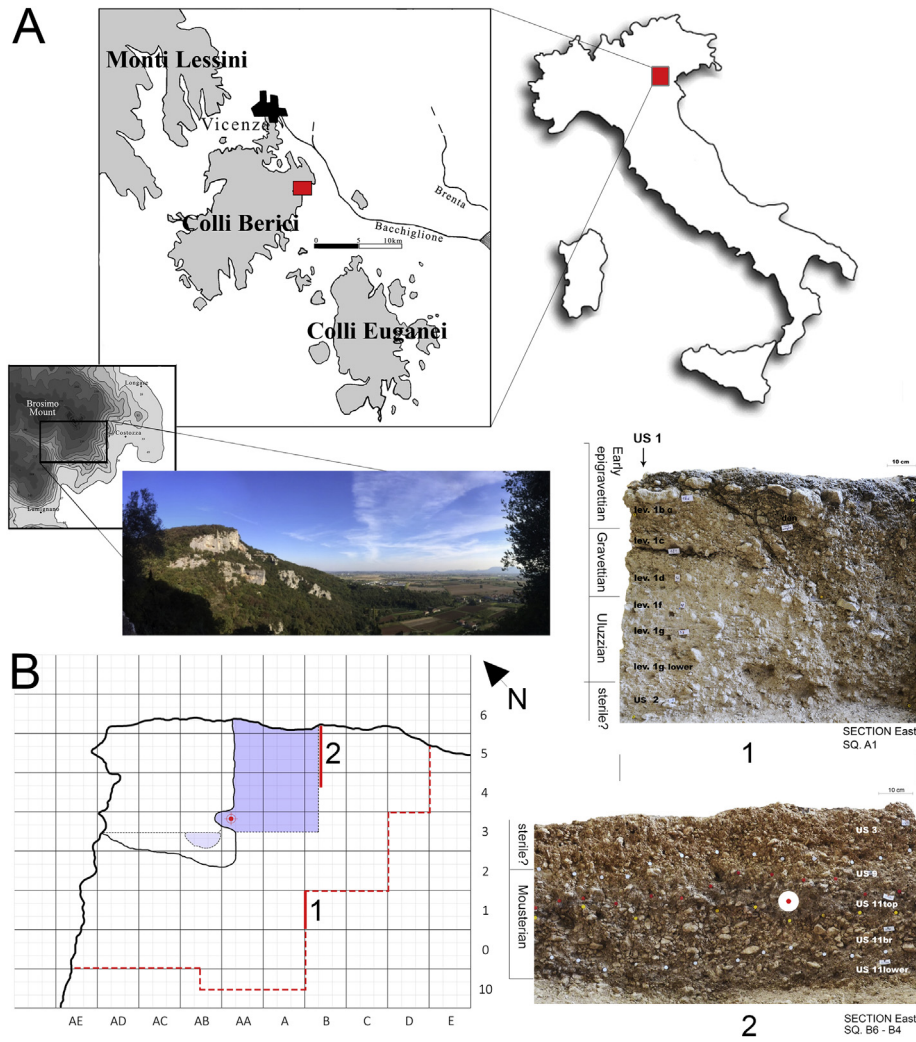 A
Monti Lessini
Vicenza
Colli Berici
Brenta
Bacchiglione
0 5 10km
Colli Euganei
Longare
Brosimo
Mount
Costozza
Lumignano
US 1
10 cm
Early
epigravettian
Gravettian
Uluzzian
sterile?
lev. 1c
lev. 1d
lev. 1f
lev. 1g
lev. 1g lower
US 2
SECTION East
SQ. A1
1
B
N
6
5
4
3
2
1
0
10
2
1
AE AD AC AB AA A B C D E
10 cm
sterile?
Mousterian
US 3
US 9
US 11top
US 11br
US 11lower
SECTION East
SQ. B6 - B4
2